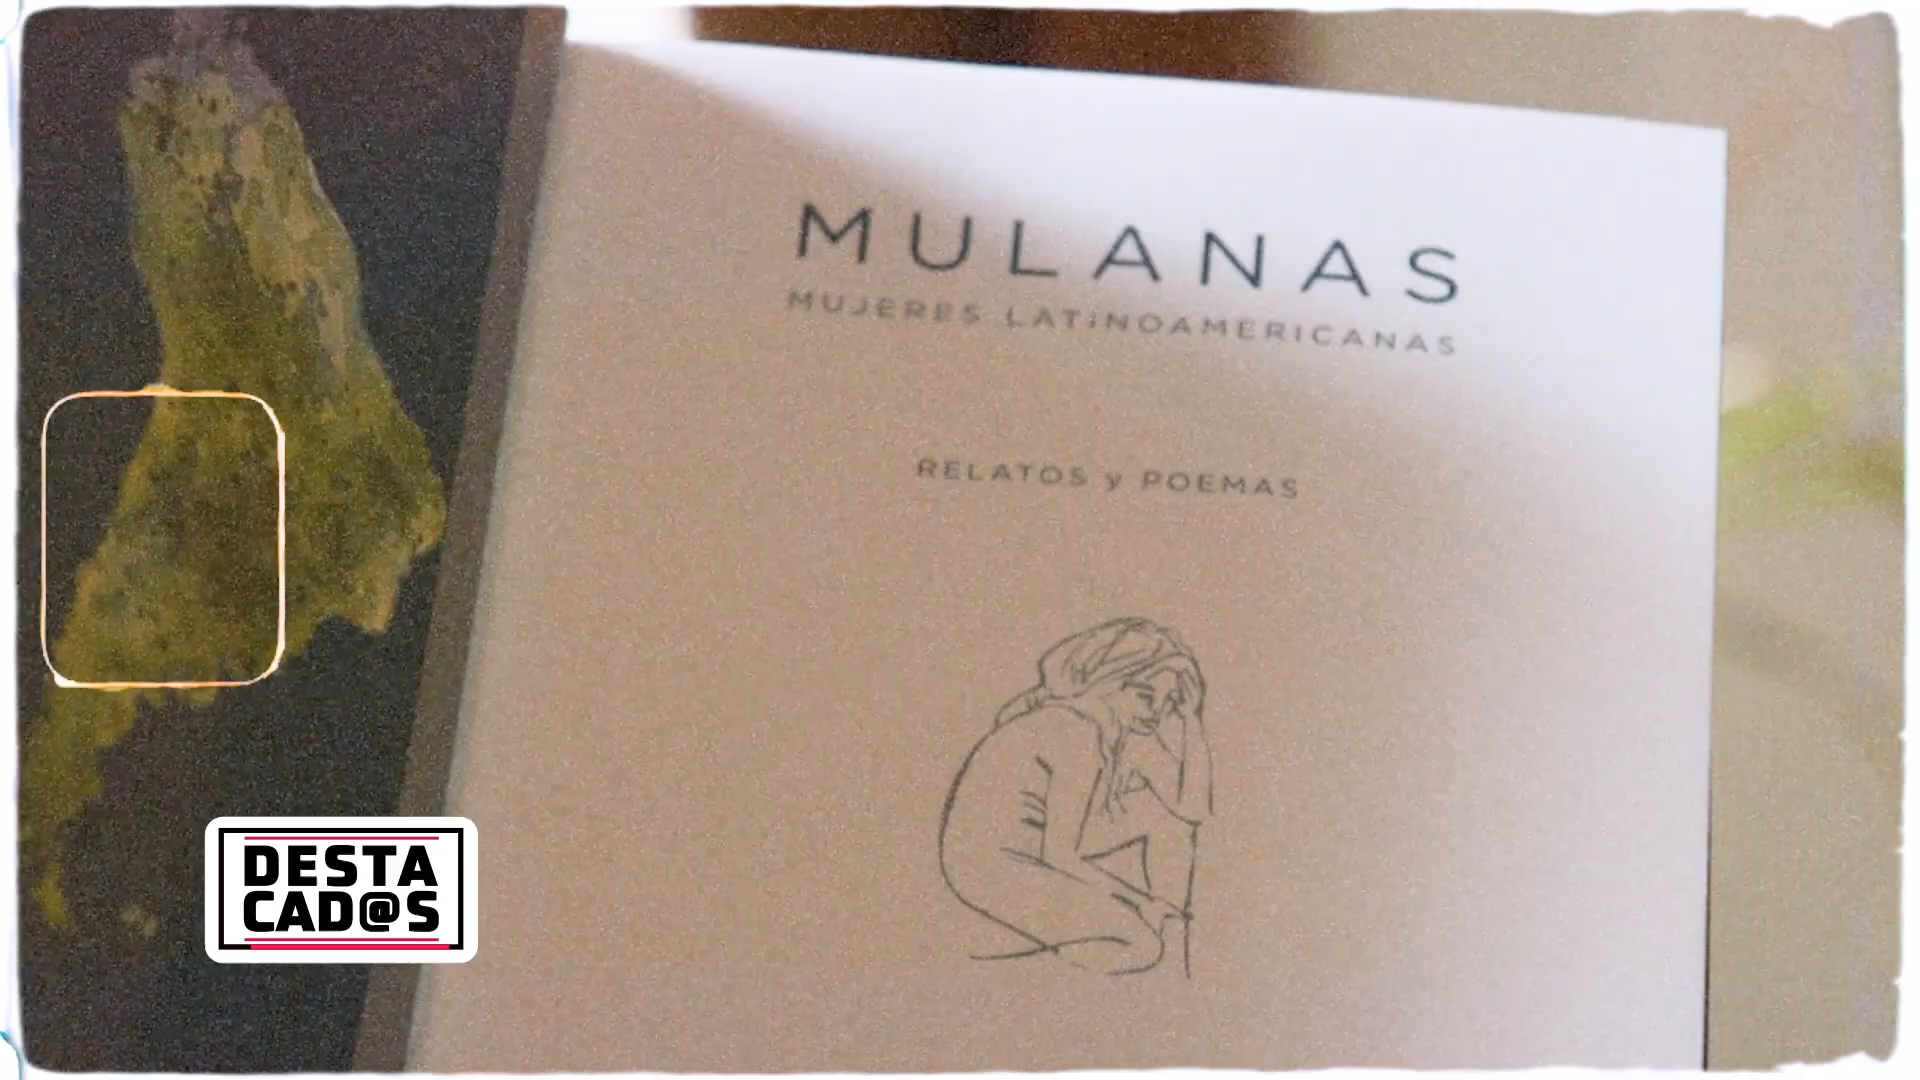 MULANAS
MUJERES LATINOAMERICANAS
RELATOS y POEMAS
DESTA
CAD@S